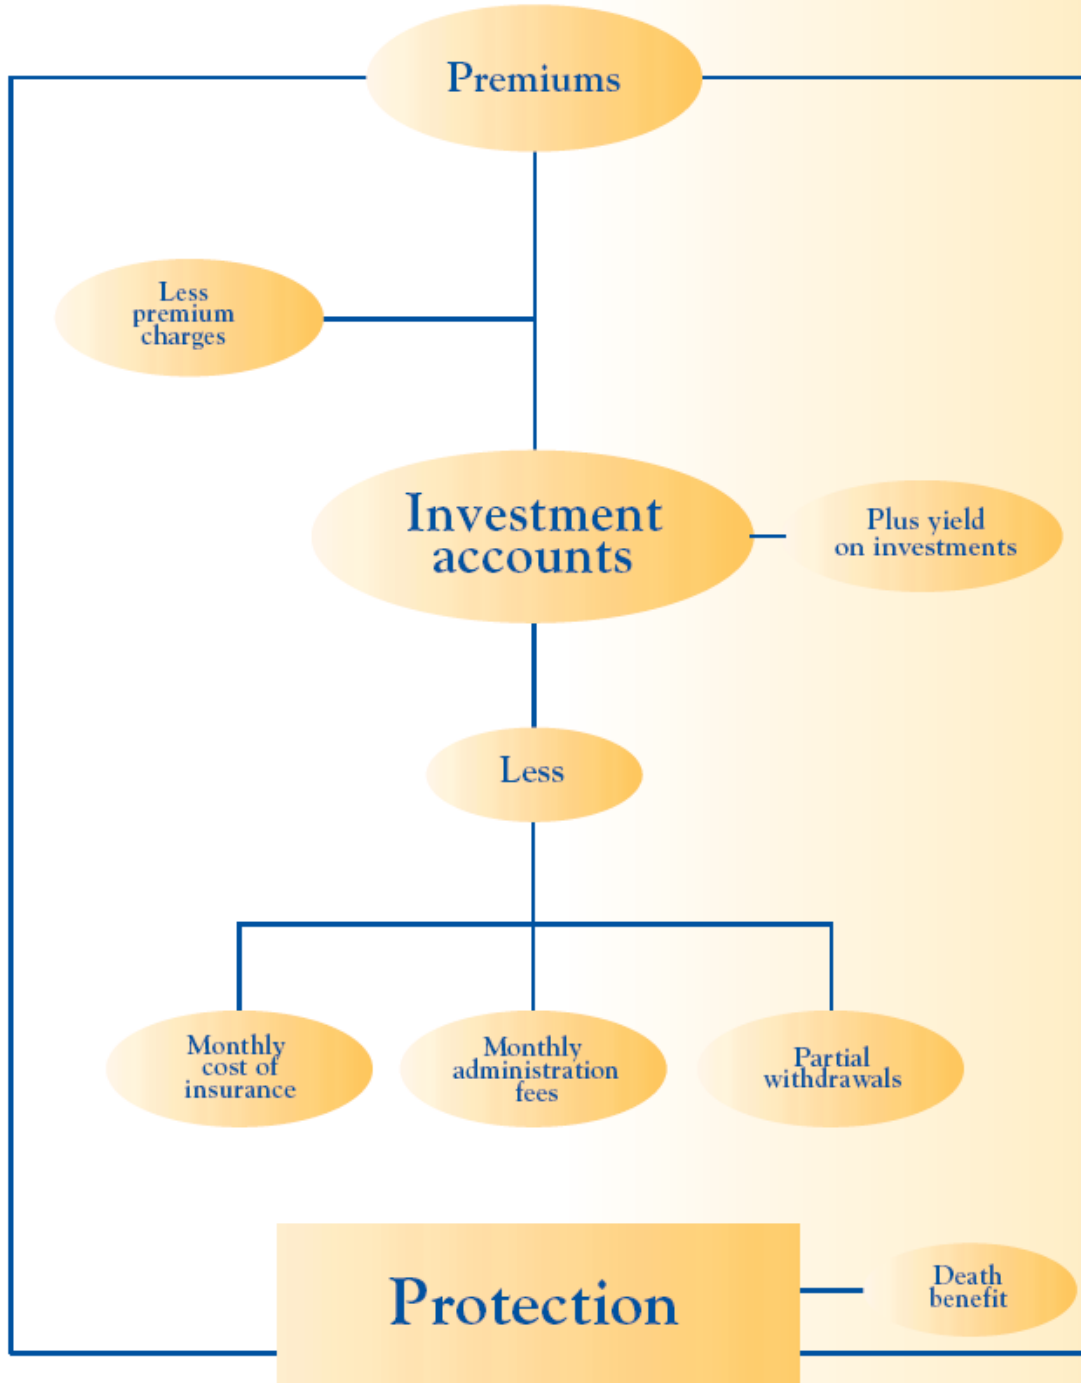 Premiums
Less
premium
charges
Investment
accounts
Plus yield
on investments
Less
Monthly
cost of
insurance
Monthly
administration
fees
Partial
withdrawals
Protection
Death
benefit